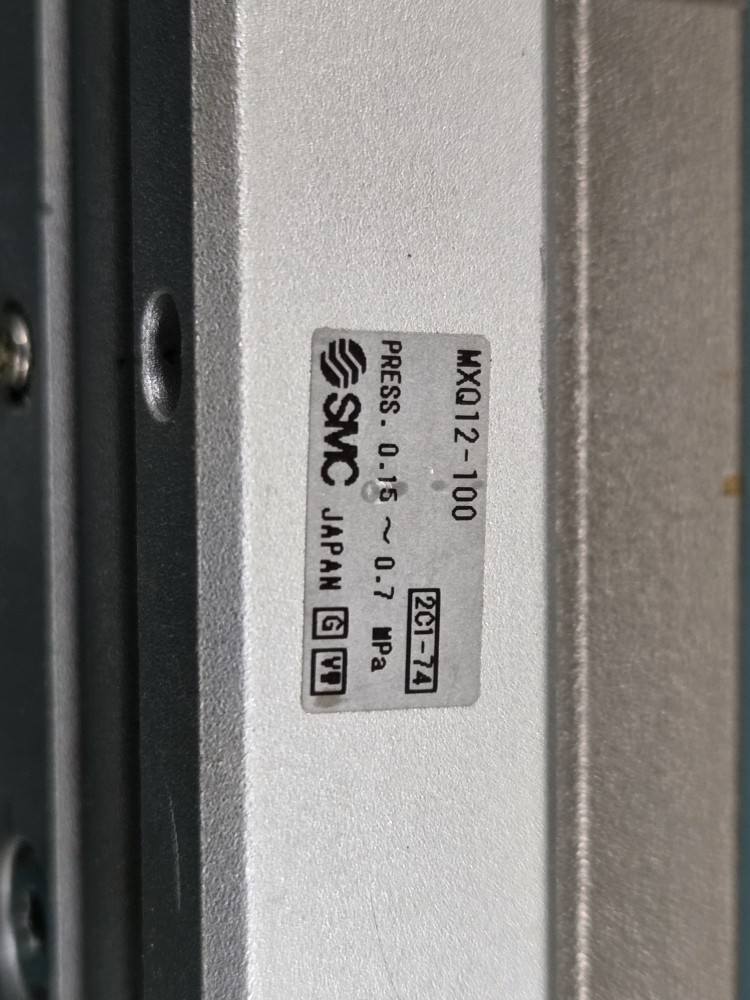 MXQ12-100
2C1-74
PRESS. 0.15 ~ 0.7 MPa
SMC JAPAN G